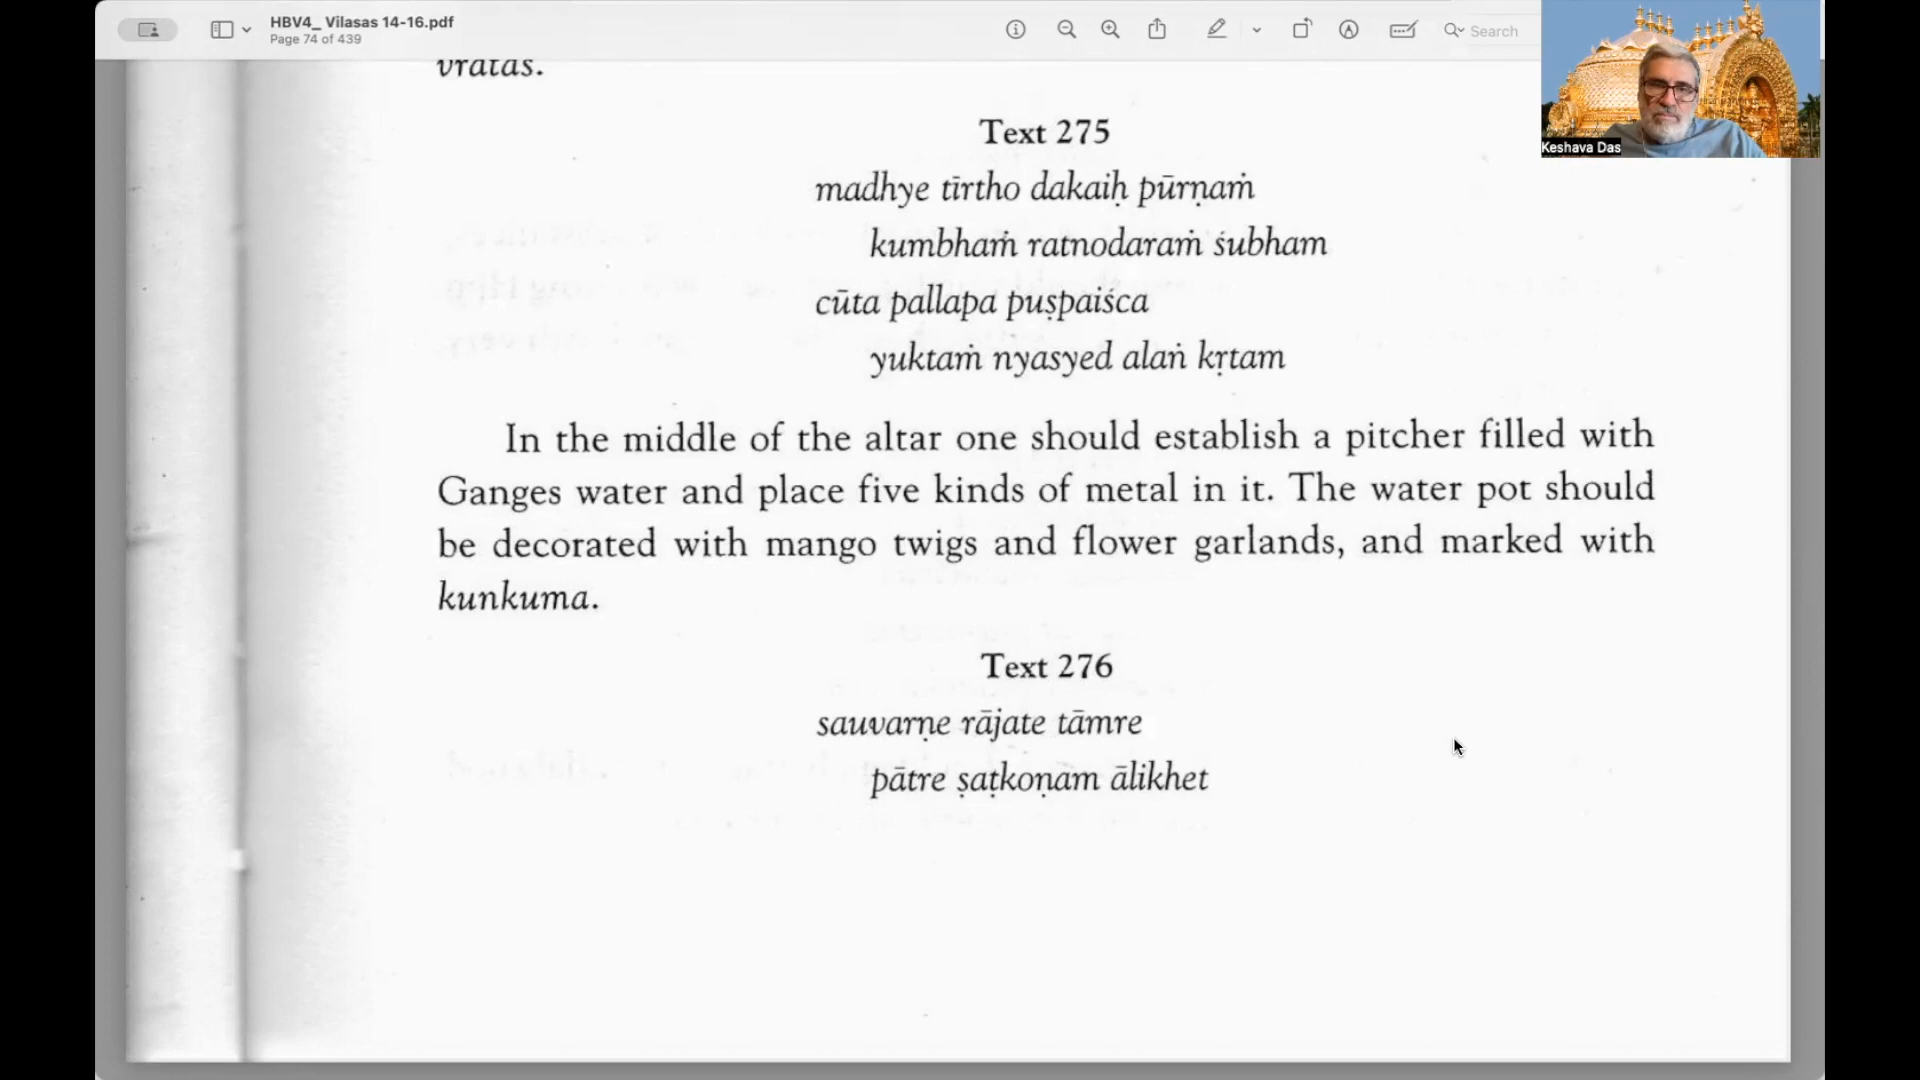 HBV4_ Vilasas 14-16.pdf
Page 74 of 439
Search
Keshava Das
vratas.
Text 275
madhye tīrtho dakaiḥ pūrṇaṁ
kumbhaṁ ratnodaraṁ śubham
cūta pallapa puṣpaiśca
yuktaṁ nyasyed alaṅ kṛtam
In the middle of the altar one should establish a pitcher filled with
Ganges water and place five kinds of metal in it. The water pot should
be decorated with mango twigs and flower garlands, and marked with
kunkuma.
Text 276
sauvarṇe rājate tāmre
pātre ṣaṭkoṇam ālikhet